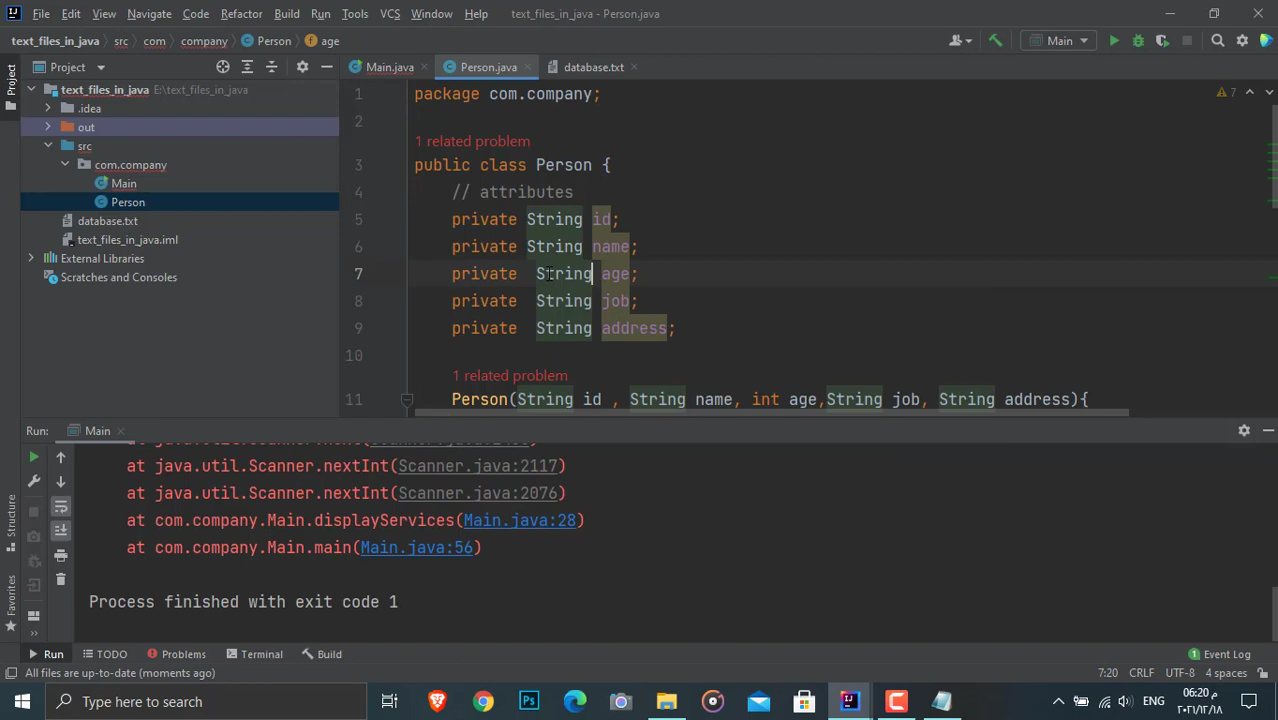 File Edit View Navigate Code Refactor Build Run Tools VCS Window Help text_files_in_java - Person.java
text_files_in_java src com company Person age Main
Project Main.java Person.java database.txt
Project
text_files_in_java E:\text_files_in_java
.idea
out
src
com.company
Main
Person
database.txt
text_files_in_java.iml
External Libraries
Scratches and Consoles
7
1 package com.company;
2
1 related problem
3 public class Person {
4 // attributes
5 private String id;
6 private String name;
7 private  String age;
8 private  String job;
9 private  String address;
10
1 related problem
11 Person(String id , String name, int age,String job, String address){
Run: Main
at java.util.Scanner.nextInt(Scanner.java:2117)
at java.util.Scanner.nextInt(Scanner.java:2076)
at com.company.Main.displayServices(Main.java:28)
at com.company.Main.main(Main.java:56)
Process finished with exit code 1
Structure
Favorites
Run TODO Problems Terminal Build 1 Event Log
All files are up-to-date (moments ago) 7:20 CRLF UTF-8 4 spaces
Type here to search ENG 06:20 م